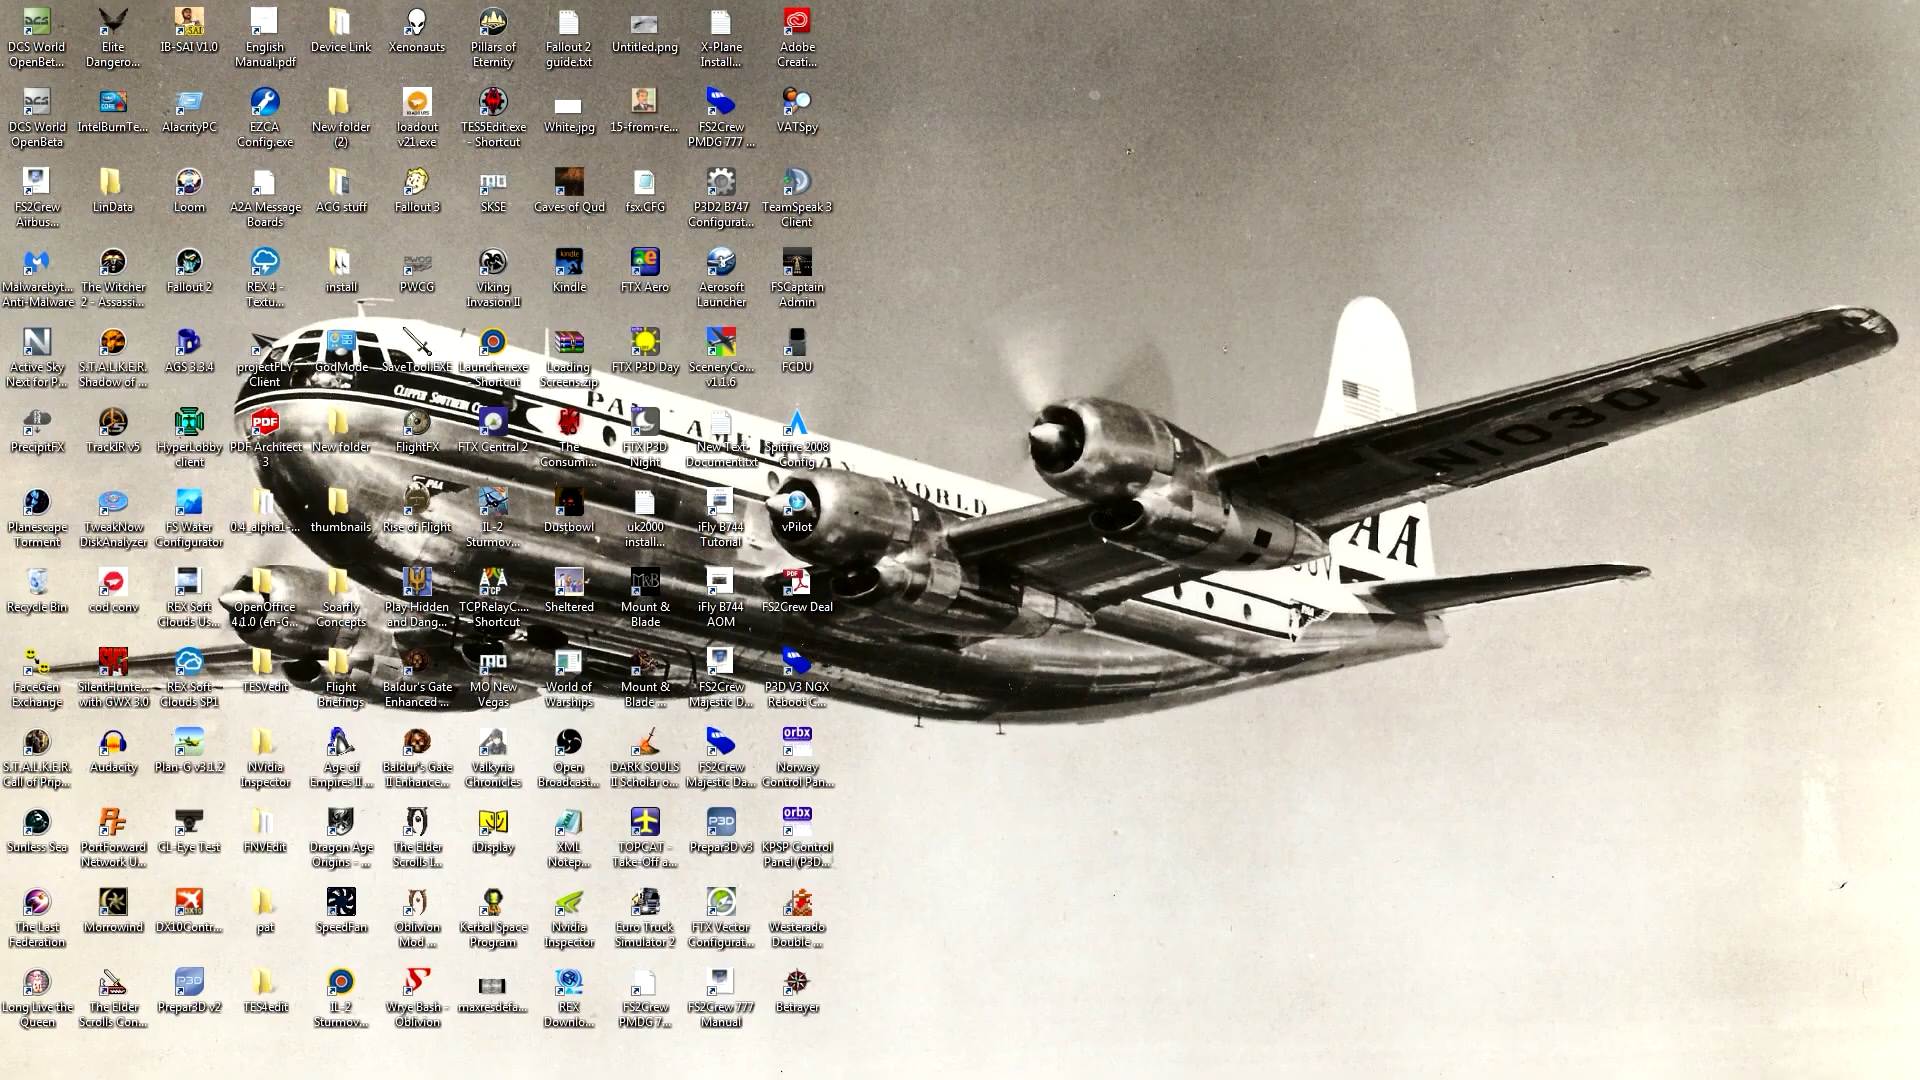 DCS World
OpenBet...
Elite
Dangero...
IB-SAI V1.0
English
Manual.pdf
Device Link
Xenonauts
Pillars of
Eternity
Fallout 2
guide.txt
Untitled.png
X-Plane
Install...
Adobe
Creati...
DCS World
OpenBeta
IntelBurnTe...
AlacrityPC
EZCA
Config.exe
New folder
(2)
loadout
v21.exe
TES5Edit.exe
- Shortcut
White.jpg
15-from-re...
FS2Crew
PMDG 777 ...
VATSpy
FS2Crew
Airbus...
LinData
Loom
A2A Message
Boards
ACG stuff
Fallout 3
SKSE
Caves of Qud
fsx.CFG
P3D2 B747
Configurat...
TeamSpeak 3
Client
Malwarebyt...
Anti-Malware
The Witcher
2 - Assassi...
Fallout 2
REX 4 -
Textu...
install
PWCG
Viking
Invasion II
Kindle
FTX Aero
Aerosoft
Launcher
FSCaptain
Admin
Active Sky
Next for P...
S.T.A.L.K.E.R.
Shadow of ...
AGS 3.3.4
projectFLY
Client
GodMode
SaveTool.EXE
Launcher.exe
- Shortcut
Loading
Screens.zip
FTX P3D Day
SceneryCo...
v1.1.6
FCDU
PrecipitFX
TrackIR v5
HyperLobby
client
PDF Architect
3
New folder
FlightFX
FTX Central 2
The
Consumi...
FTX P3D
Night
New Text
Document.txt
Spitfire 2008
Config
Planescape
Torment
TweakNow
DiskAnalyzer
FS Water
Configurator
0.4_alpha1-...
thumbnails
Rise of Flight
IL-2
Sturmov...
Dustbowl
uk2000
install...
iFly B744
Tutorial
vPilot
Recycle Bin
cod conv
REX Soft
Clouds Us...
OpenOffice
4.1.0 (en-G...
Soarfly
Concepts
Play Hidden
and Dang...
TCPRelayC....
- Shortcut
Sheltered
Mount &
Blade
iFly B744
AOM
FS2Crew Deal
FaceGen
Exchange
SilentHunte...
with GWX 3.0
REX Soft
Clouds SP1
TESVedit
Flight
Briefings
Baldur's Gate
Enhanced ...
MO New
Vegas
World of
Warships
Mount &
Blade ...
FS2Crew
Majestic D...
P3D V3 NGX
Reboot C...
S.T.A.L.K.E.R.
Call of Prip...
Audacity
Plan-G v3.1.2
NVidia
Inspector
Age of
Empires II ...
Baldur's Gate
II Enhance...
Valkyria
Chronicles
Open
Broadcast...
DARK SOULS
II Scholar o...
FS2Crew
Majestic Da...
Norway
Control Pan...
Sunless Sea
PortForward
Network U...
CL-Eye Test
FNVEdit
Dragon Age
Origins - ...
The Elder
Scrolls I...
iDisplay
XML
Notep...
TOPCAT -
Take-Off a...
Prepar3D v3
KPSP Control
Panel (P3D...
The Last
Federation
Morrowind
DX10Contr...
pat
SpeedFan
Oblivion
Mod ...
Kerbal Space
Program
Nvidia
Inspector
Euro Truck
Simulator 2
FTX Vector
Configurat...
Westerado
Double ...
Long Live the
Queen
The Elder
Scrolls Con...
Prepar3D v2
TES4edit
IL-2
Sturmov...
Wrye Bash -
Oblivion
maxresdefa...
REX
Downlo...
FS2Crew
PMDG 7...
FS2Crew 777
Manual
Betrayer
CLIPPER SOUTHERN
PAN AMERICAN WORLD
N1030V
AA
PAA